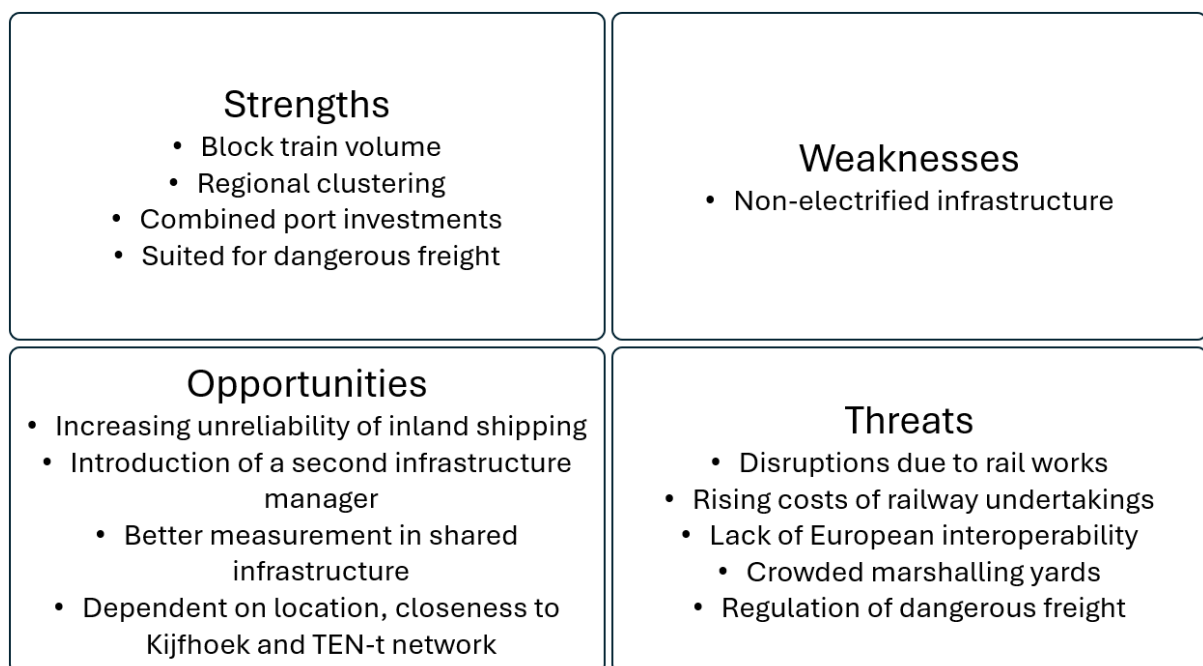 Strengths
• Block train volume
• Regional clustering
• Combined port investments
• Suited for dangerous freight
Weaknesses
• Non-electrified infrastructure
Opportunities
• Increasing unreliability of inland shipping
• Introduction of a second infrastructure
manager
• Better measurement in shared
infrastructure
• Dependent on location, closeness to
Kijfhoek and TEN-t network
Threats
• Disruptions due to rail works
• Rising costs of railway undertakings
• Lack of European interoperability
• Crowded marshalling yards
• Regulation of dangerous freight